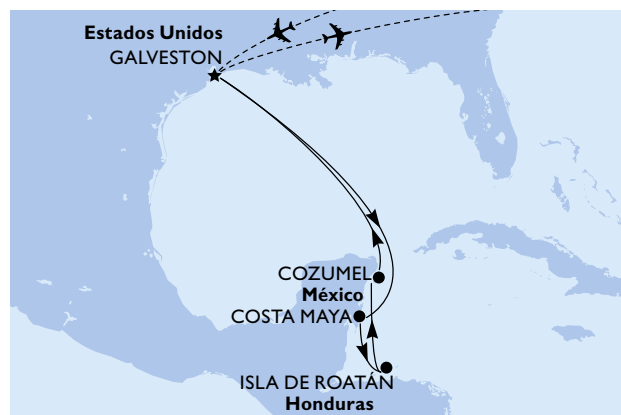 Estados Unidos
GALVESTON
COZUMEL
México
COSTA MAYA
ISLA DE ROATÁN
Honduras